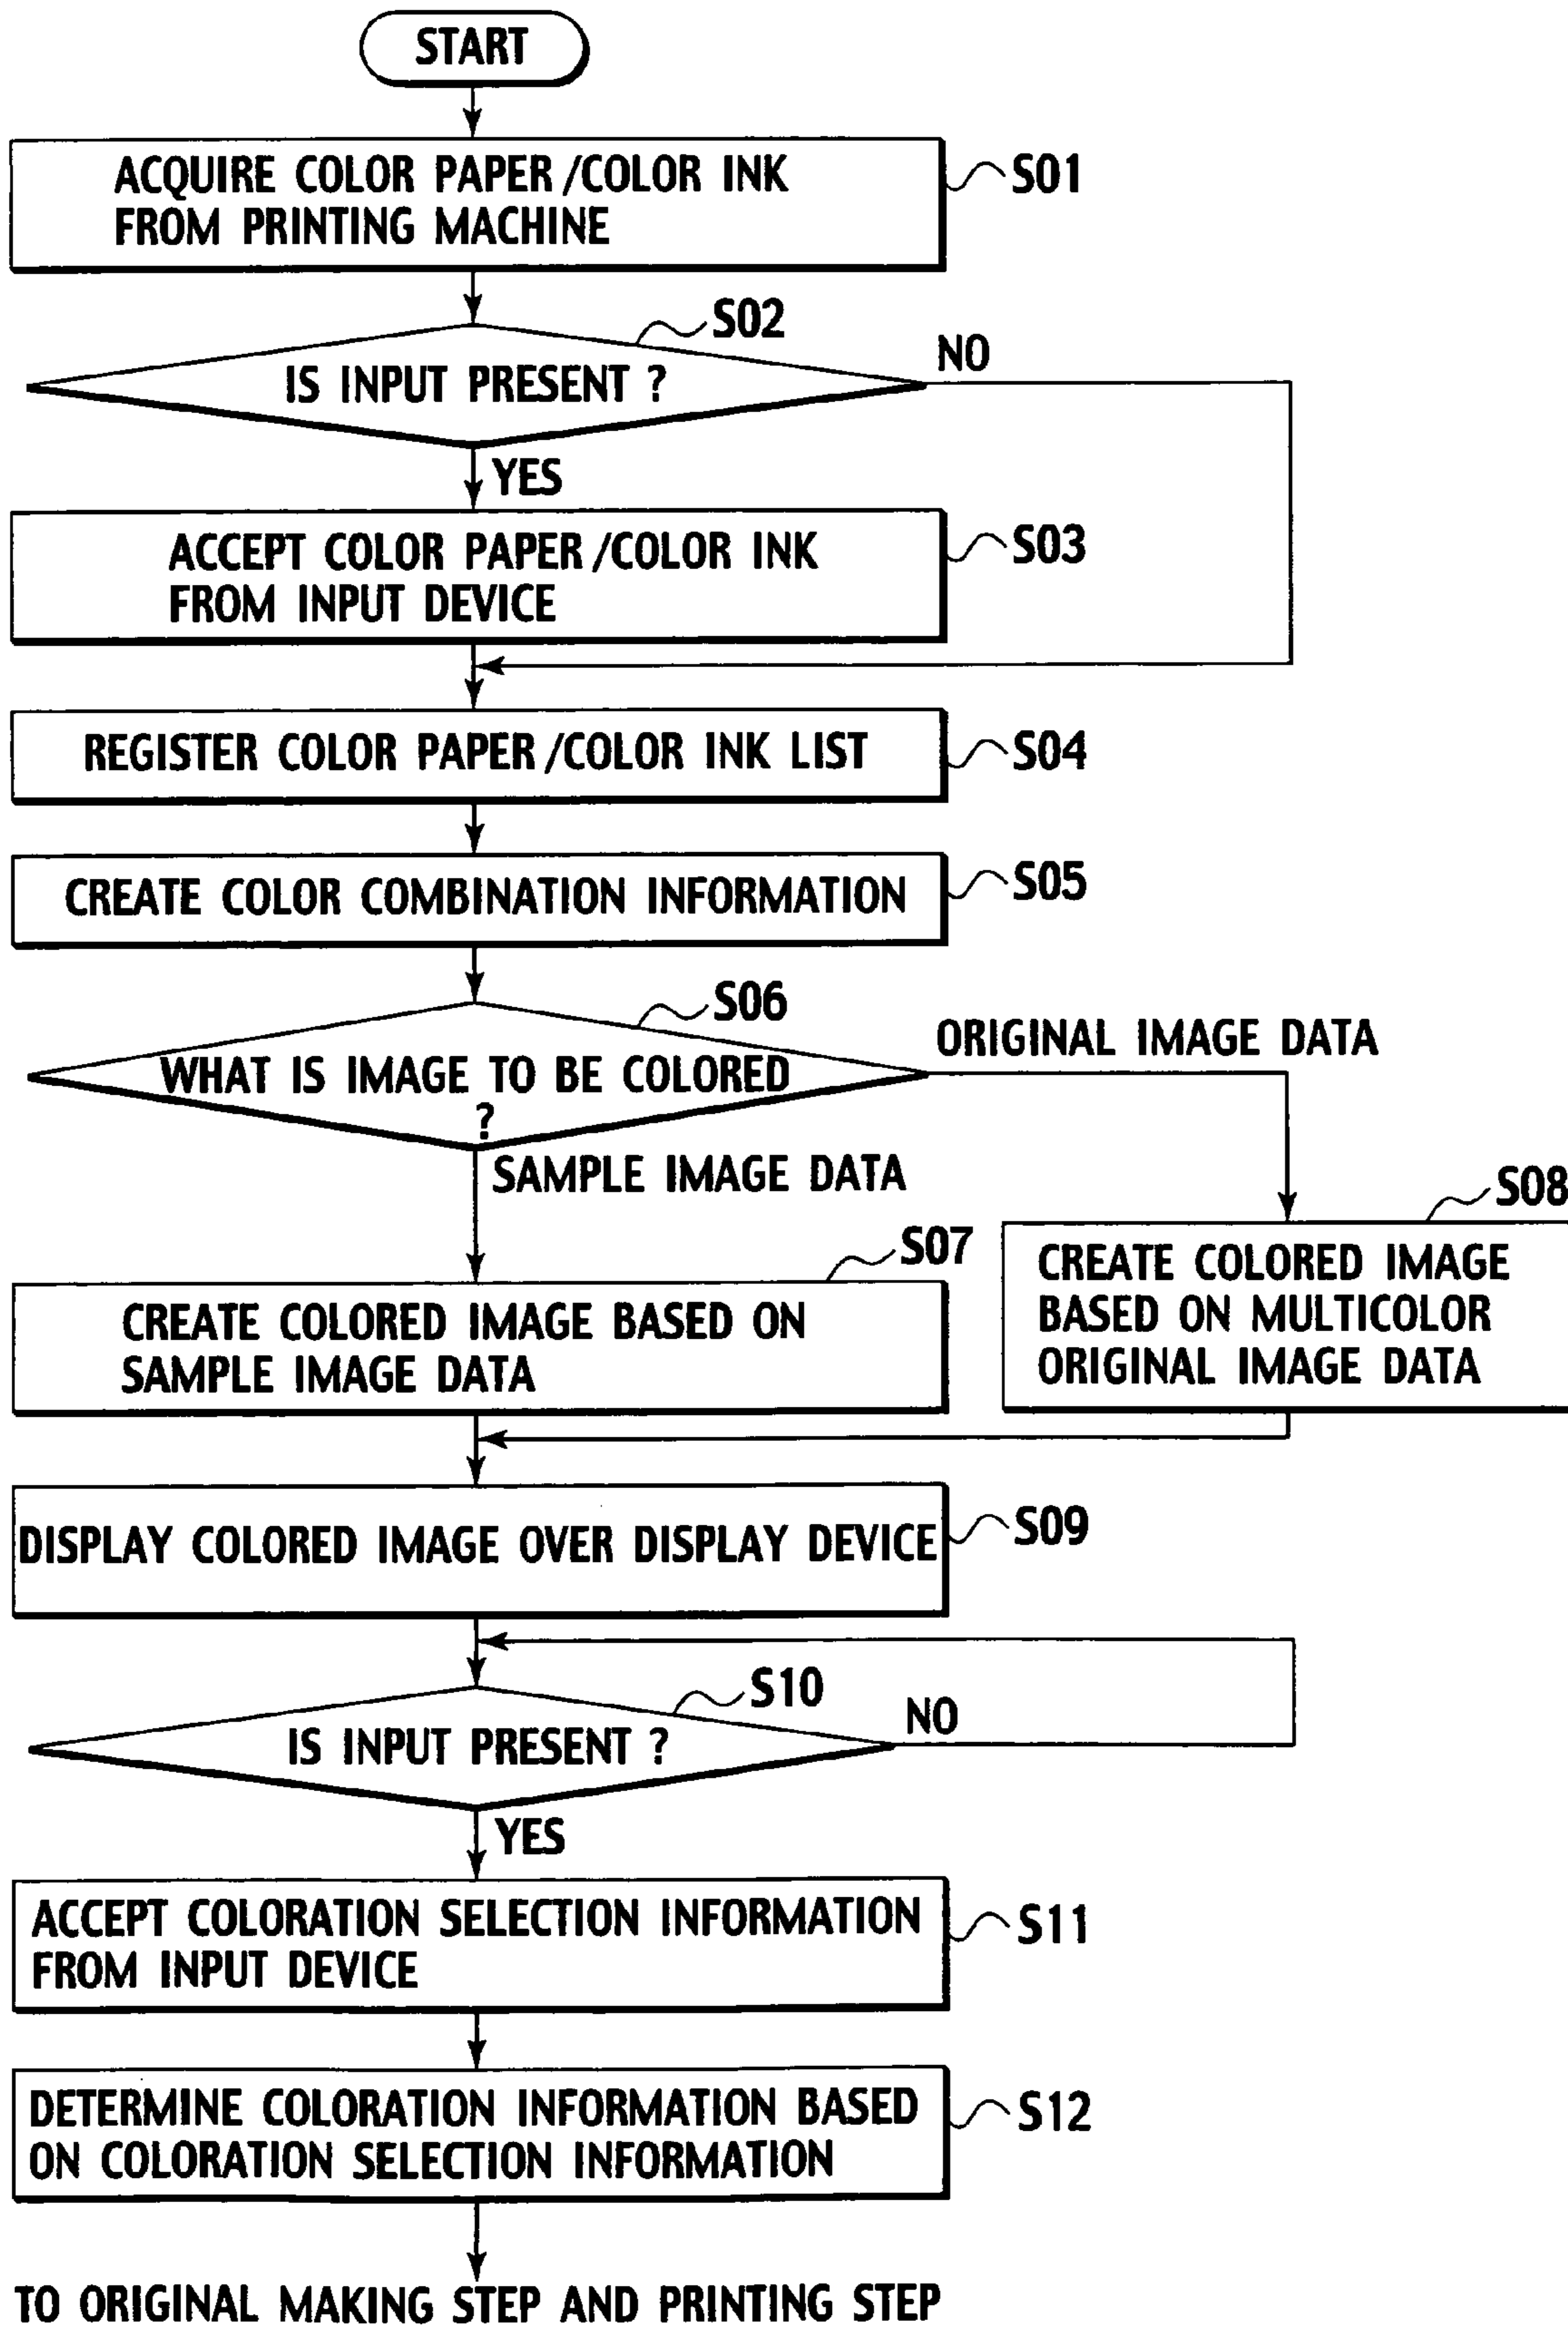 START
ACQUIRE COLOR PAPER/COLOR INK
FROM PRINTING MACHINE
S01
S02
IS INPUT PRESENT ?
NO
YES
ACCEPT COLOR PAPER/COLOR INK
FROM INPUT DEVICE
S03
REGISTER COLOR PAPER/COLOR INK LIST
S04
CREATE COLOR COMBINATION INFORMATION
S05
S06
WHAT IS IMAGE TO BE COLORED
?
ORIGINAL IMAGE DATA
SAMPLE IMAGE DATA
S07
CREATE COLORED IMAGE BASED ON
SAMPLE IMAGE DATA
S08
CREATE COLORED IMAGE
BASED ON MULTICOLOR
ORIGINAL IMAGE DATA
DISPLAY COLORED IMAGE OVER DISPLAY DEVICE
S09
S10
IS INPUT PRESENT ?
NO
YES
ACCEPT COLORATION SELECTION INFORMATION
FROM INPUT DEVICE
S11
DETERMINE COLORATION INFORMATION BASED
ON COLORATION SELECTION INFORMATION
S12
TO ORIGINAL MAKING STEP AND PRINTING STEP